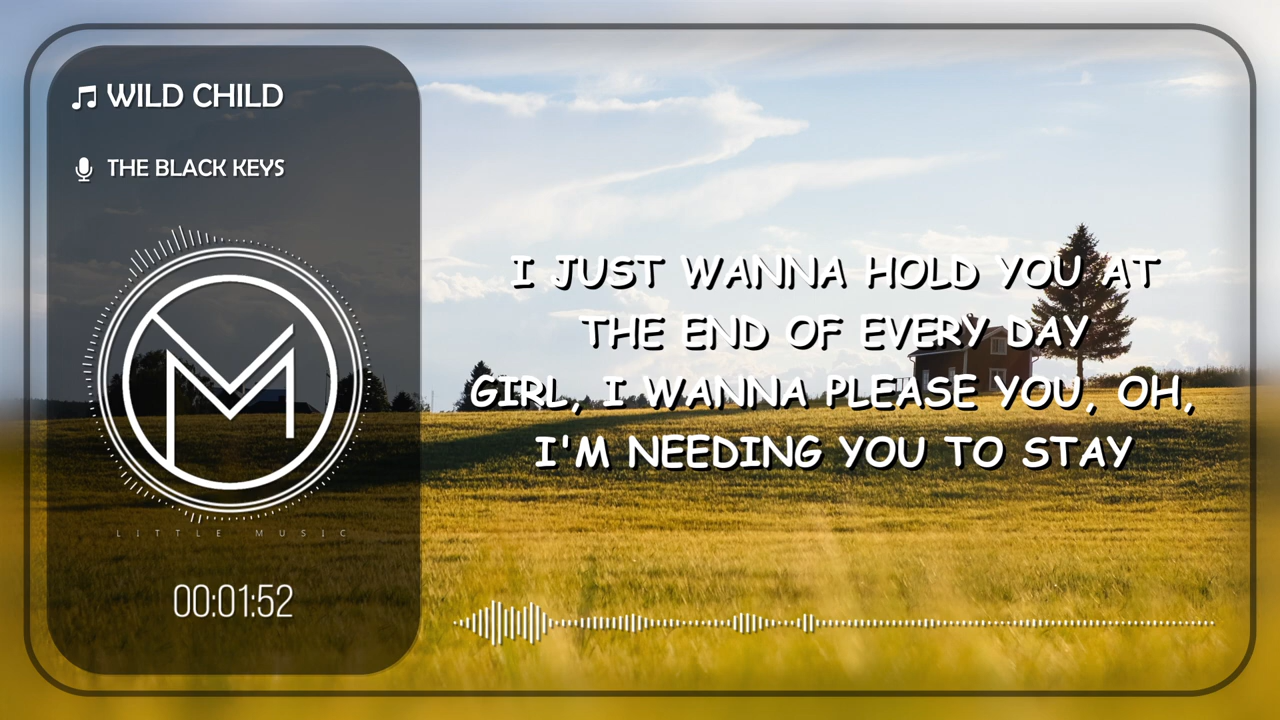 WILD CHILD
THE BLACK KEYS
LITTLE MUSIC
00:01:52
I JUST WANNA HOLD YOU AT
THE END OF EVERY DAY
GIRL, I WANNA PLEASE YOU, OH,
I'M NEEDING YOU TO STAY